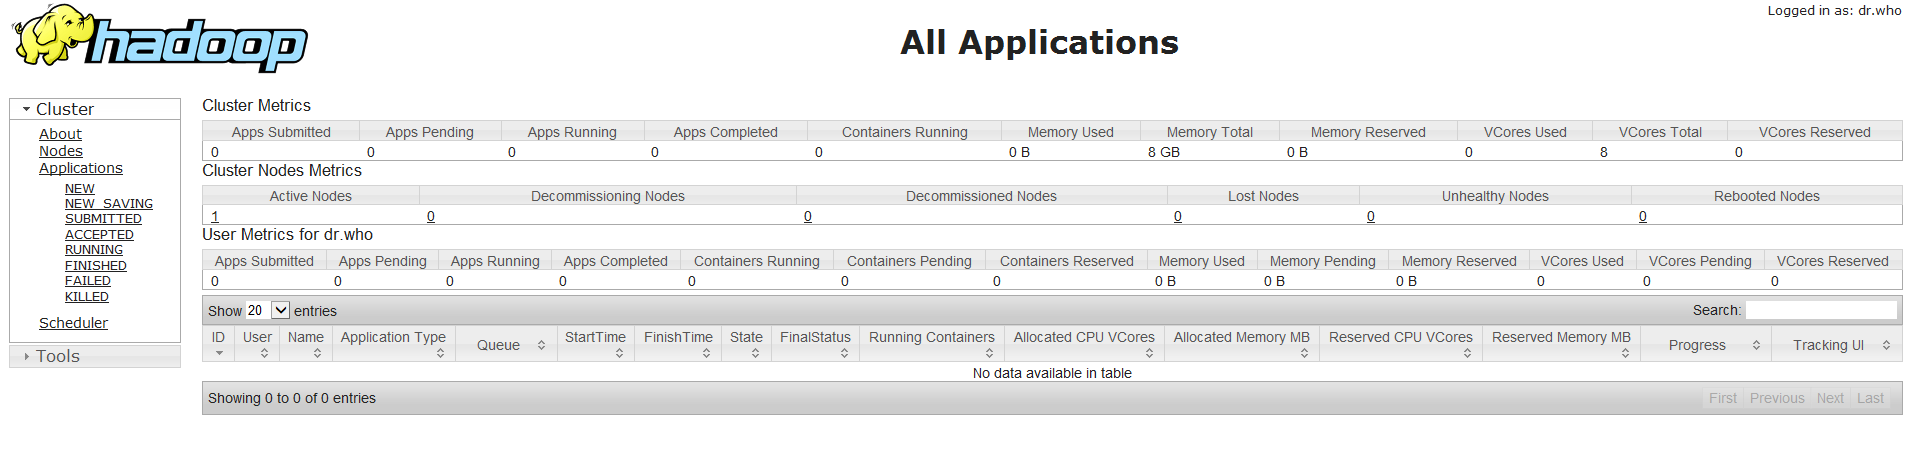 hadoop
Logged in as: dr.who
All Applications
Cluster
About
Nodes
Applications
NEW
NEW_SAVING
SUBMITTED
ACCEPTED
RUNNING
FINISHED
FAILED
KILLED
Scheduler
Tools
Cluster Metrics
Apps Submitted Apps Pending Apps Running Apps Completed Containers Running Memory Used Memory Total Memory Reserved VCores Used VCores Total VCores Reserved
0 0 0 0 0 0 B 8 GB 0 B 0 8 0
Cluster Nodes Metrics
Active Nodes Decommissioning Nodes Decommissioned Nodes Lost Nodes Unhealthy Nodes Rebooted Nodes
1 0 0 0 0 0
User Metrics for dr.who
Apps Submitted Apps Pending Apps Running Apps Completed Containers Running Containers Pending Containers Reserved Memory Used Memory Pending Memory Reserved VCores Used VCores Pending VCores Reserved
0 0 0 0 0 0 0 0 B 0 B 0 B 0 0 0
Show 20 entries Search:
ID User Name Application Type Queue StartTime FinishTime State FinalStatus Running Containers Allocated CPU VCores Allocated Memory MB Reserved CPU VCores Reserved Memory MB Progress Tracking UI
No data available in table
Showing 0 to 0 of 0 entries First Previous Next Last